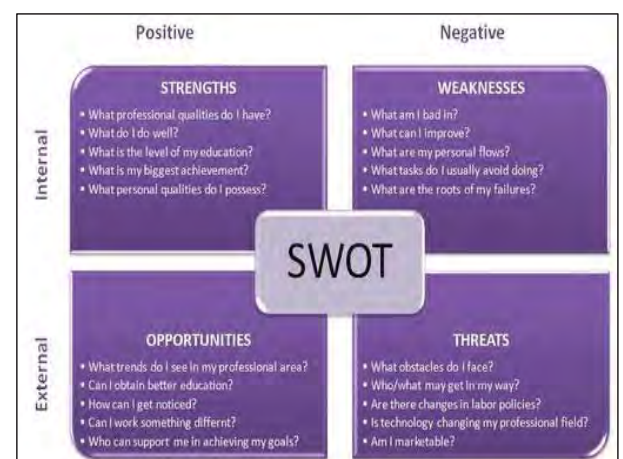 Positive
Negative
Internal
STRENGTHS
▪ What professional qualities do I have?
▪ What do I do well?
▪ What is the level of my education?
▪ What is my biggest achievement?
▪ What personal qualities do I possess?
WEAKNESSES
▪ What am I bad in?
▪ What can I improve?
▪ What are my personal flows?
▪ What tasks do I usually avoid doing?
▪ What are the roots of my failures?
SWOT
External
OPPORTUNITIES
▪ What trends do I see in my professional area?
▪ Can I obtain better education?
▪ How can I get noticed?
▪ Can I work something differnt?
▪ Who can support me in achieving my goals?
THREATS
▪ What obstacles do I face?
▪ Who/what may get in my way?
▪ Are there changes in labor policies?
▪ Is technology changing my professional field?
▪ Am I marketable?